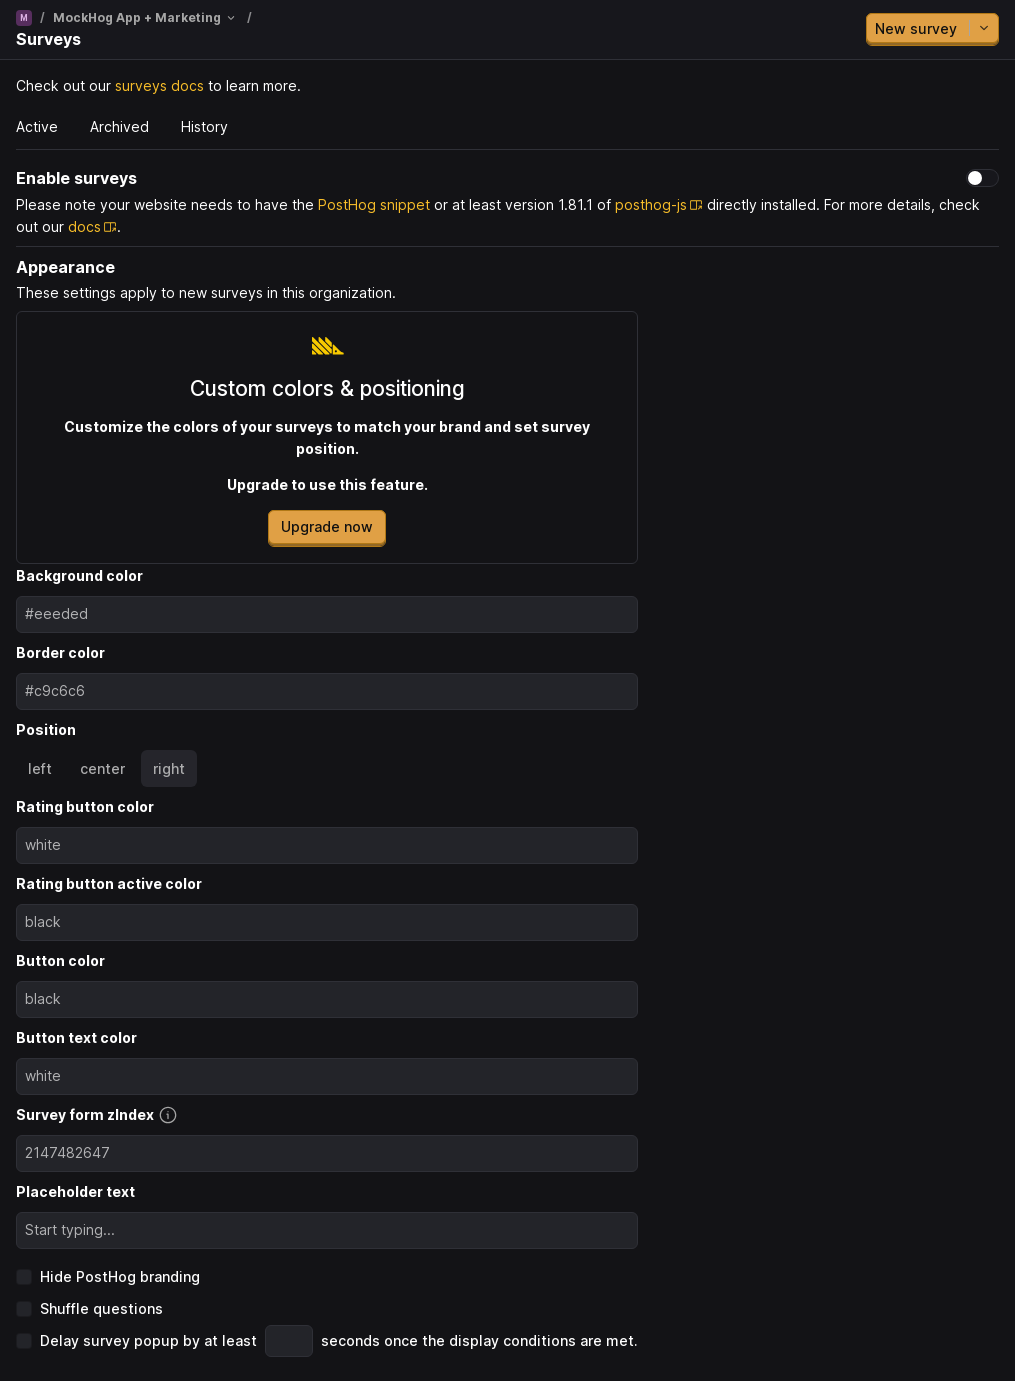 M / MockHog App + Marketing /
Surveys
New survey
Check out our surveys docs to learn more.
Active Archived History
Enable surveys
Please note your website needs to have the PostHog snippet or at least version 1.81.1 of posthog-js directly installed. For more details, check
out our docs.
Appearance
These settings apply to new surveys in this organization.
Custom colors & positioning
Customize the colors of your surveys to match your brand and set survey
position.
Upgrade to use this feature.
Upgrade now
Background color
#eeeded
Border color
#c9c6c6
Position
left center right
Rating button color
white
Rating button active color
black
Button color
black
Button text color
white
Survey form zIndex
2147482647
Placeholder text
Start typing...
Hide PostHog branding
Shuffle questions
Delay survey popup by at least seconds once the display conditions are met.